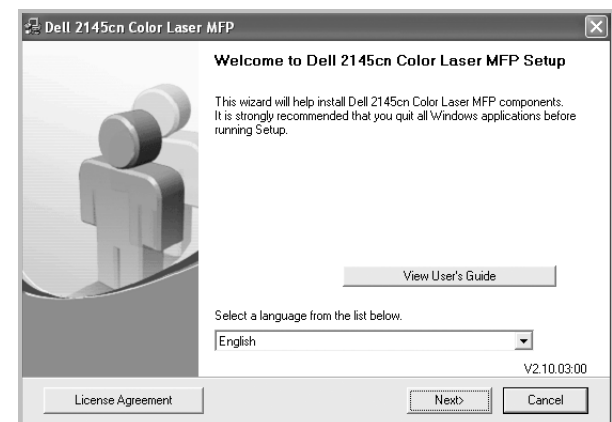 Dell 2145cn Color Laser MFP
Welcome to Dell 2145cn Color Laser MFP Setup
This wizard will help install Dell 2145cn Color Laser MFP components.
It is strongly recommended that you quit all Windows applications before
running Setup.
View User's Guide
Select a language from the list below.
English
V2.10.03:00
License Agreement
Next>
Cancel